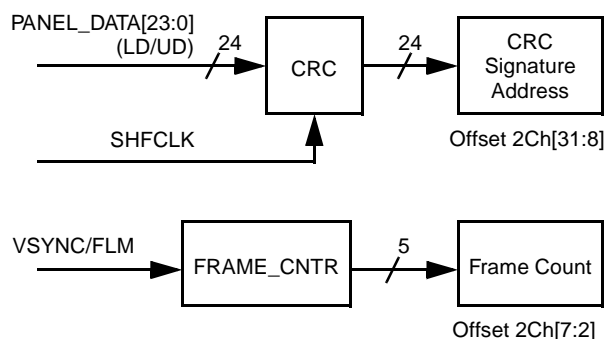 PANEL_DATA[23:0]
(LD/UD)
24
CRC
24
CRC
Signature
Address
SHFCLK
Offset 2Ch[31:8]
VSYNC/FLM
FRAME_CNTR
5
Frame Count
Offset 2Ch[7:2]